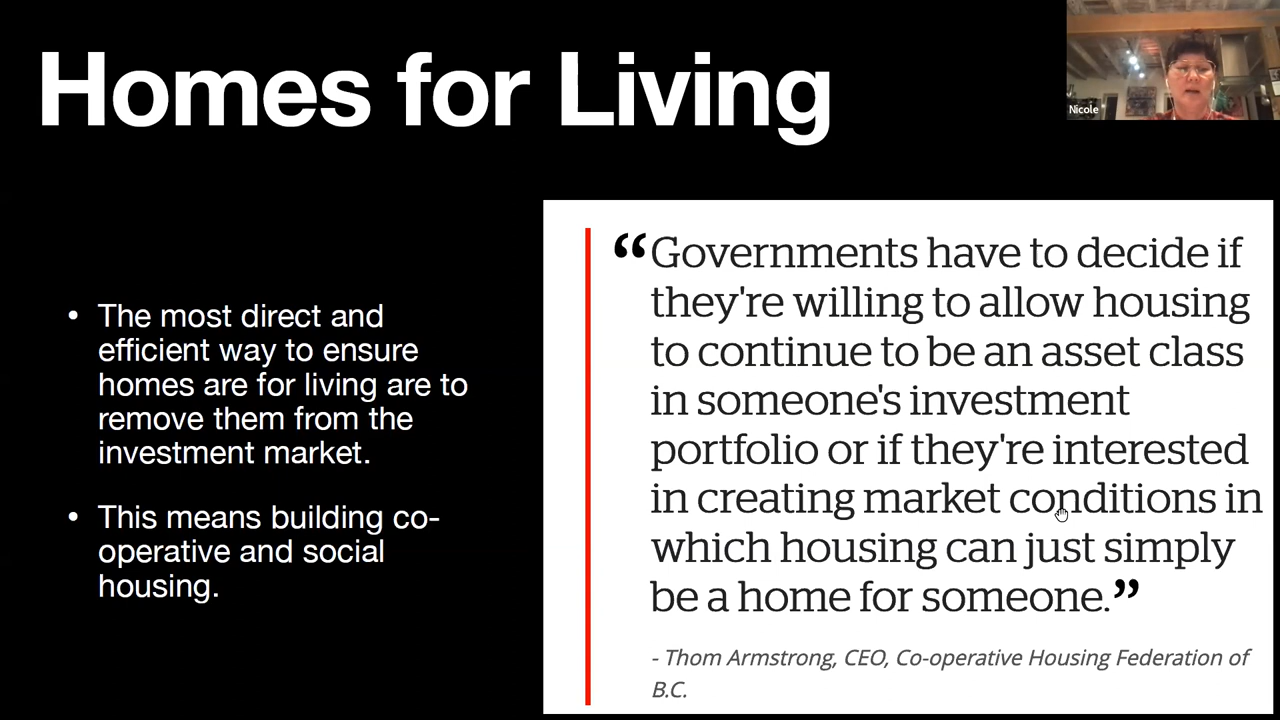 Homes for Living
Nicole
• The most direct and
efficient way to ensure
homes are for living are to
remove them from the
investment market.
• This means building co-
operative and social
housing.
“Governments have to decide if
they're willing to allow housing
to continue to be an asset class
in someone's investment
portfolio or if they're interested
in creating market conditions in
which housing can just simply
be a home for someone.”
- Thom Armstrong, CEO, Co-operative Housing Federation of
B.C.